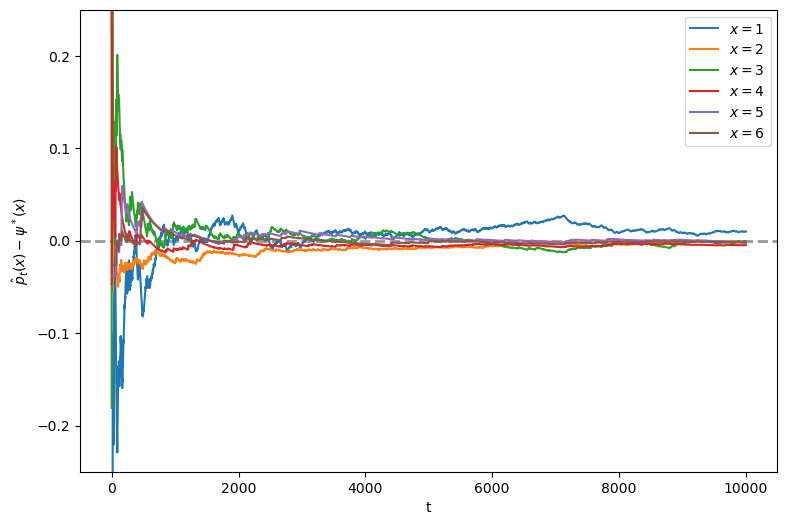 x = 1
x = 2
x = 3
x = 4
x = 5
x = 6
0.2
0.1
0.0
−0.1
−0.2
p̂ₜ(x) − ψ*(x)
0 2000 4000 6000 8000 10000
t